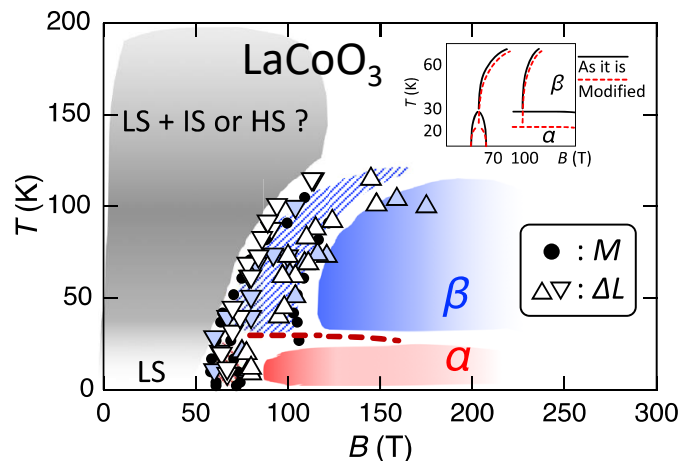 200
150
100
50
0
T (K)
LaCoO3
LS + IS or HS ?
LS
β
α
● : M
△▽ : ΔL
0
50
100
150
200
250
300
B (T)
60
30
20
T (K)
β
α
70
100
B (T)
As it is
Modified